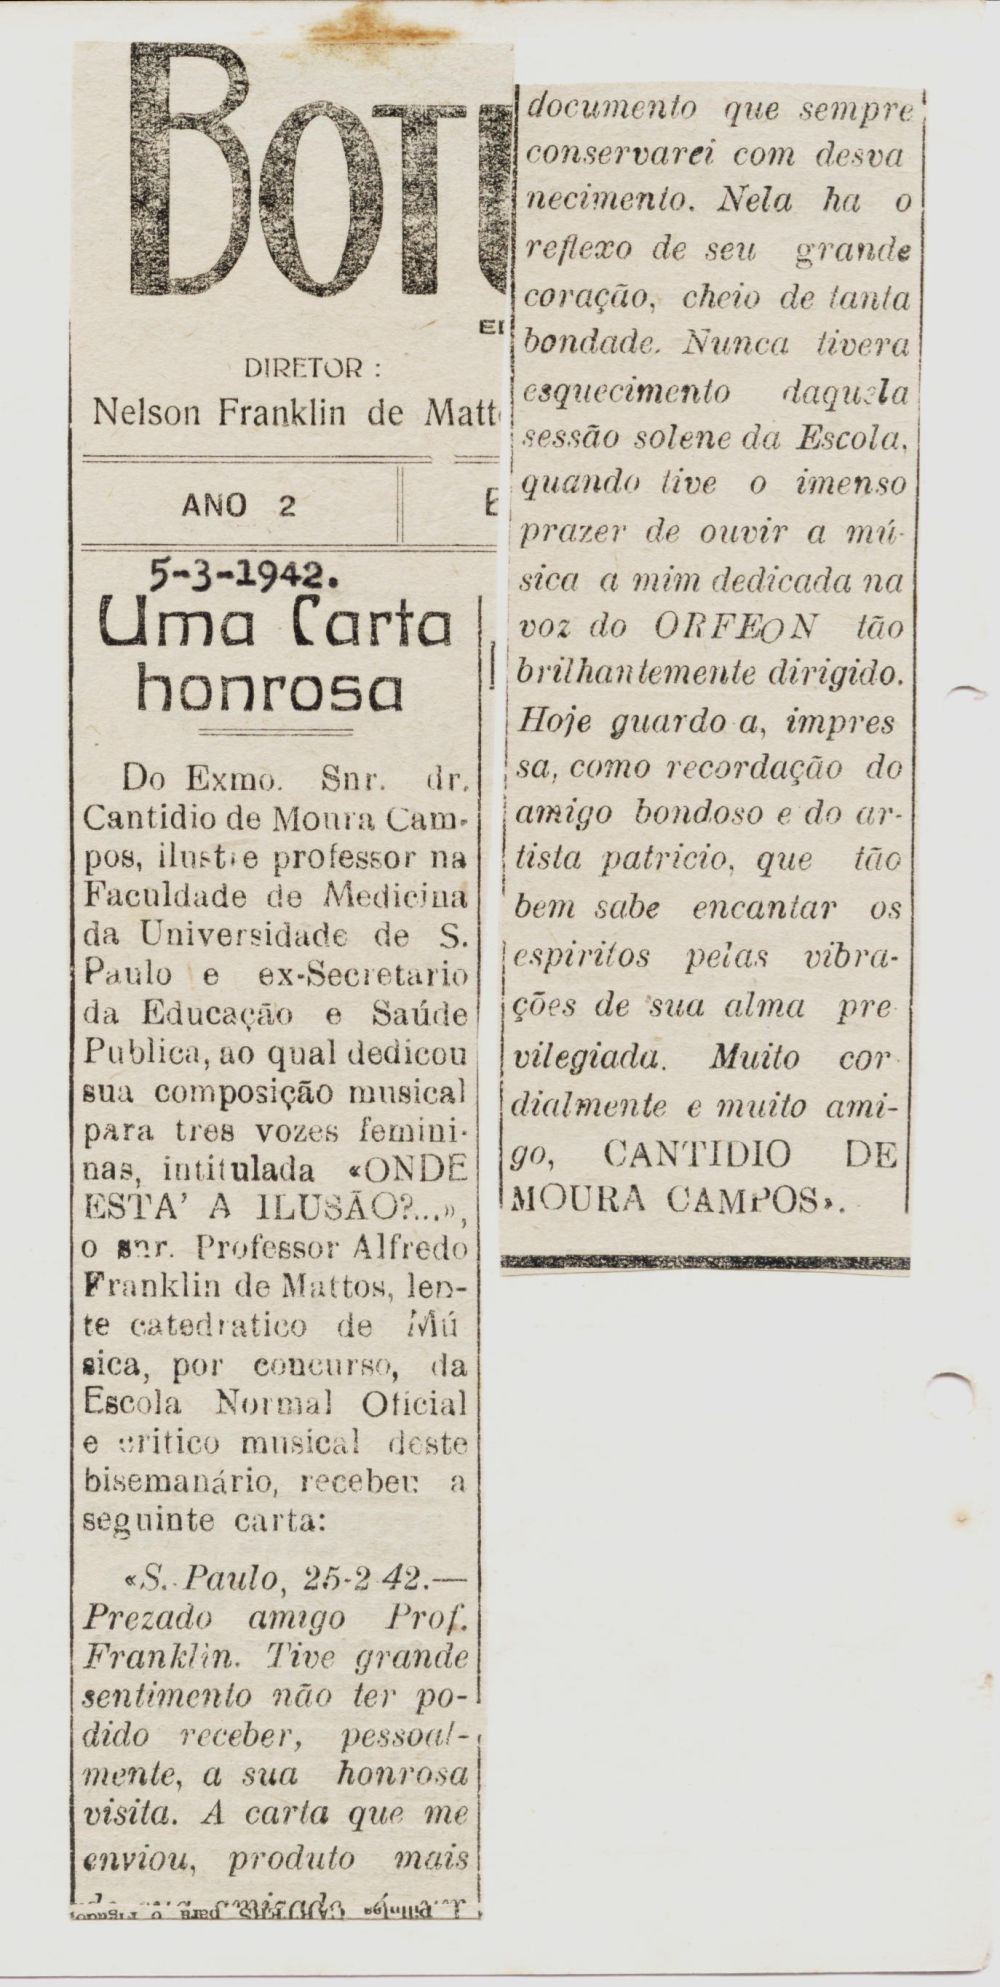 BOTU
DIRETOR :
Nelson Franklin de Matt
ANO 2
5-3-1942.
Uma Carta
honrosa
Do Exmo. Snr. dr.
Cantidio de Moura Cam-
pos, ilustre professor na
Faculdade de Medicina
da Universidade de S.
Paulo e ex-Secretario
da Educação e Saúde
Publica, ao qual dedicou
sua composição musical
para tres vozes femini-
nas, intitulada «ONDE
ESTA' A ILUSÃO?...»,
o snr. Professor Alfredo
Franklin de Mattos, len-
te catedratico de Mú
sica, por concurso, da
Escola Normal Oficial
e critico musical deste
bisemanário, recebeu a
seguinte carta:
«S. Paulo, 25-2 42.—
Prezado amigo Prof.
Franklin. Tive grande
sentimento não ter po-
dido receber, pessoal-
mente, a sua honrosa
visita. A carta que me
enviou, produto mais
amizade
documento que sempre
conservarei com desva
necimento. Nela ha o
reflexo de seu grande
coração, cheio de tanta
bondade. Nunca tivera
esquecimento daquela
sessão solene da Escola,
quando tive o imenso
prazer de ouvir a mú-
sica a mim dedicada na
voz do ORFEON tão
brilhantemente dirigido.
Hoje guardo a, impres
sa, como recordação do
amigo bondoso e do ar-
tista patricio, que tão
bem sabe encantar os
espiritos pelas vibra-
ções de sua alma pre
vilegiada. Muito cor-
dialmente e muito ami-
go, CANTIDIO DE
MOURA CAMPOS».